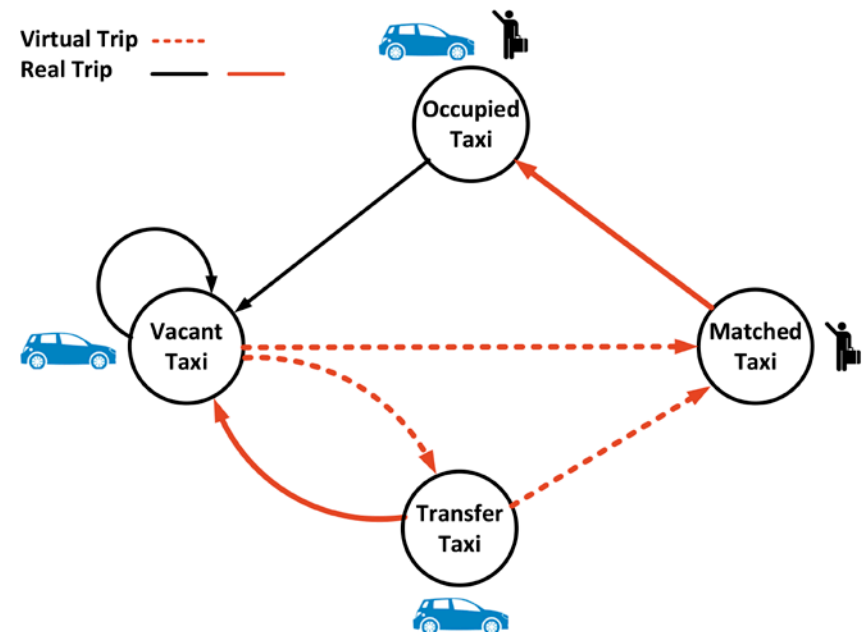 Virtual Trip
Real Trip
Occupied
Taxi
Vacant
Taxi
Matched
Taxi
Transfer
Taxi